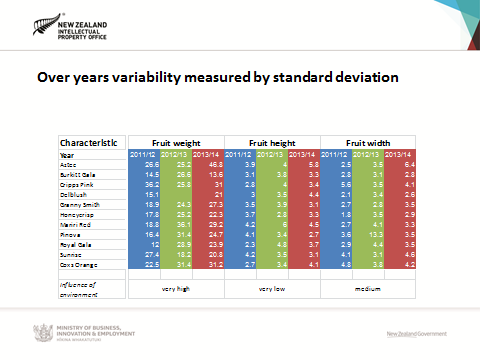 NEW ZEALAND
INTELLECTUAL
PROPERTY OFFICE
Over years variability measured by standard deviation
Characteristic Fruit weight Fruit height Fruit width
Year 2011/12 2012/13 2013/14 2011/12 2012/13 2013/14 2011/12 2012/13 2013/14
Aztec 26.6 25.2 46.8 3.9 4 5.8 2.5 3.5 6.4
Burkitt Gala 14.5 26.6 13.6 3.1 3.8 3.3 2.8 3.1 2.8
Cripps Pink 36.2 25.8 31 2.8 4 3.4 5.6 3.5 4.1
Dellblush 15.1 21 3 3.5 4.4 2.1 3.4 2.6
Granny Smith 18.9 24.3 27.3 3.5 3.9 3.1 2.7 2.8 3.5
Honeycrisp 17.8 25.2 22.3 3.7 2.8 3.3 1.8 3.5 2.9
Manri Red 18.8 36.1 29.2 4.2 6 4.5 2.7 4.1 3.3
Pinova 16.4 31.4 24.7 4.1 3.4 2.7 3.6 13.3 3.5
Royal Gala 12 28.9 23.9 2.3 4.8 3.7 2.9 4.4 3.5
Sunrise 27.4 18.2 20.8 4.2 3.5 3.1 4.1 3.1 4.6
Coxs Orange 22.5 31.4 31.2 2.7 3.4 4.1 4.8 3.8 4.2
Influence of
environment very high very low medium
MINISTRY OF BUSINESS,
INNOVATION & EMPLOYMENT
HĪKINA WHAKATUTUKI
New Zealand Government